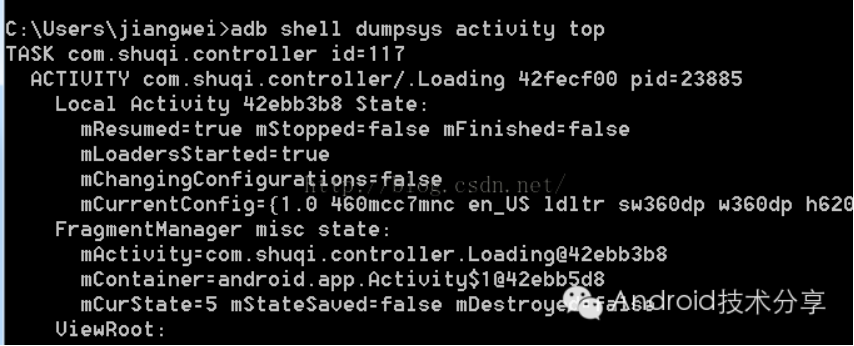 C:\Users\jiangwei>adb shell dumpsys activity top
TASK com.shuqi.controller id=117
ACTIVITY com.shuqi.controller/.Loading 42fecf00 pid=23885
Local Activity 42ebb3b8 State:
mResumed=true mStopped=false mFinished=false
mLoadersStarted=true
mChangingConfigurations=false
http://blog.csdn.net/
mCurrentConfig={1.0 460mcc7mnc en_US ldltr sw360dp w360dp h620
FragmentManager misc state:
mActivity=com.shuqi.controller.Loading@42ebb3b8
mContainer=android.app.Activity$1@42ebb5d8
mCurState=5 mStateSaved=false mDestroyed=false
Android技术分享
ViewRoot: